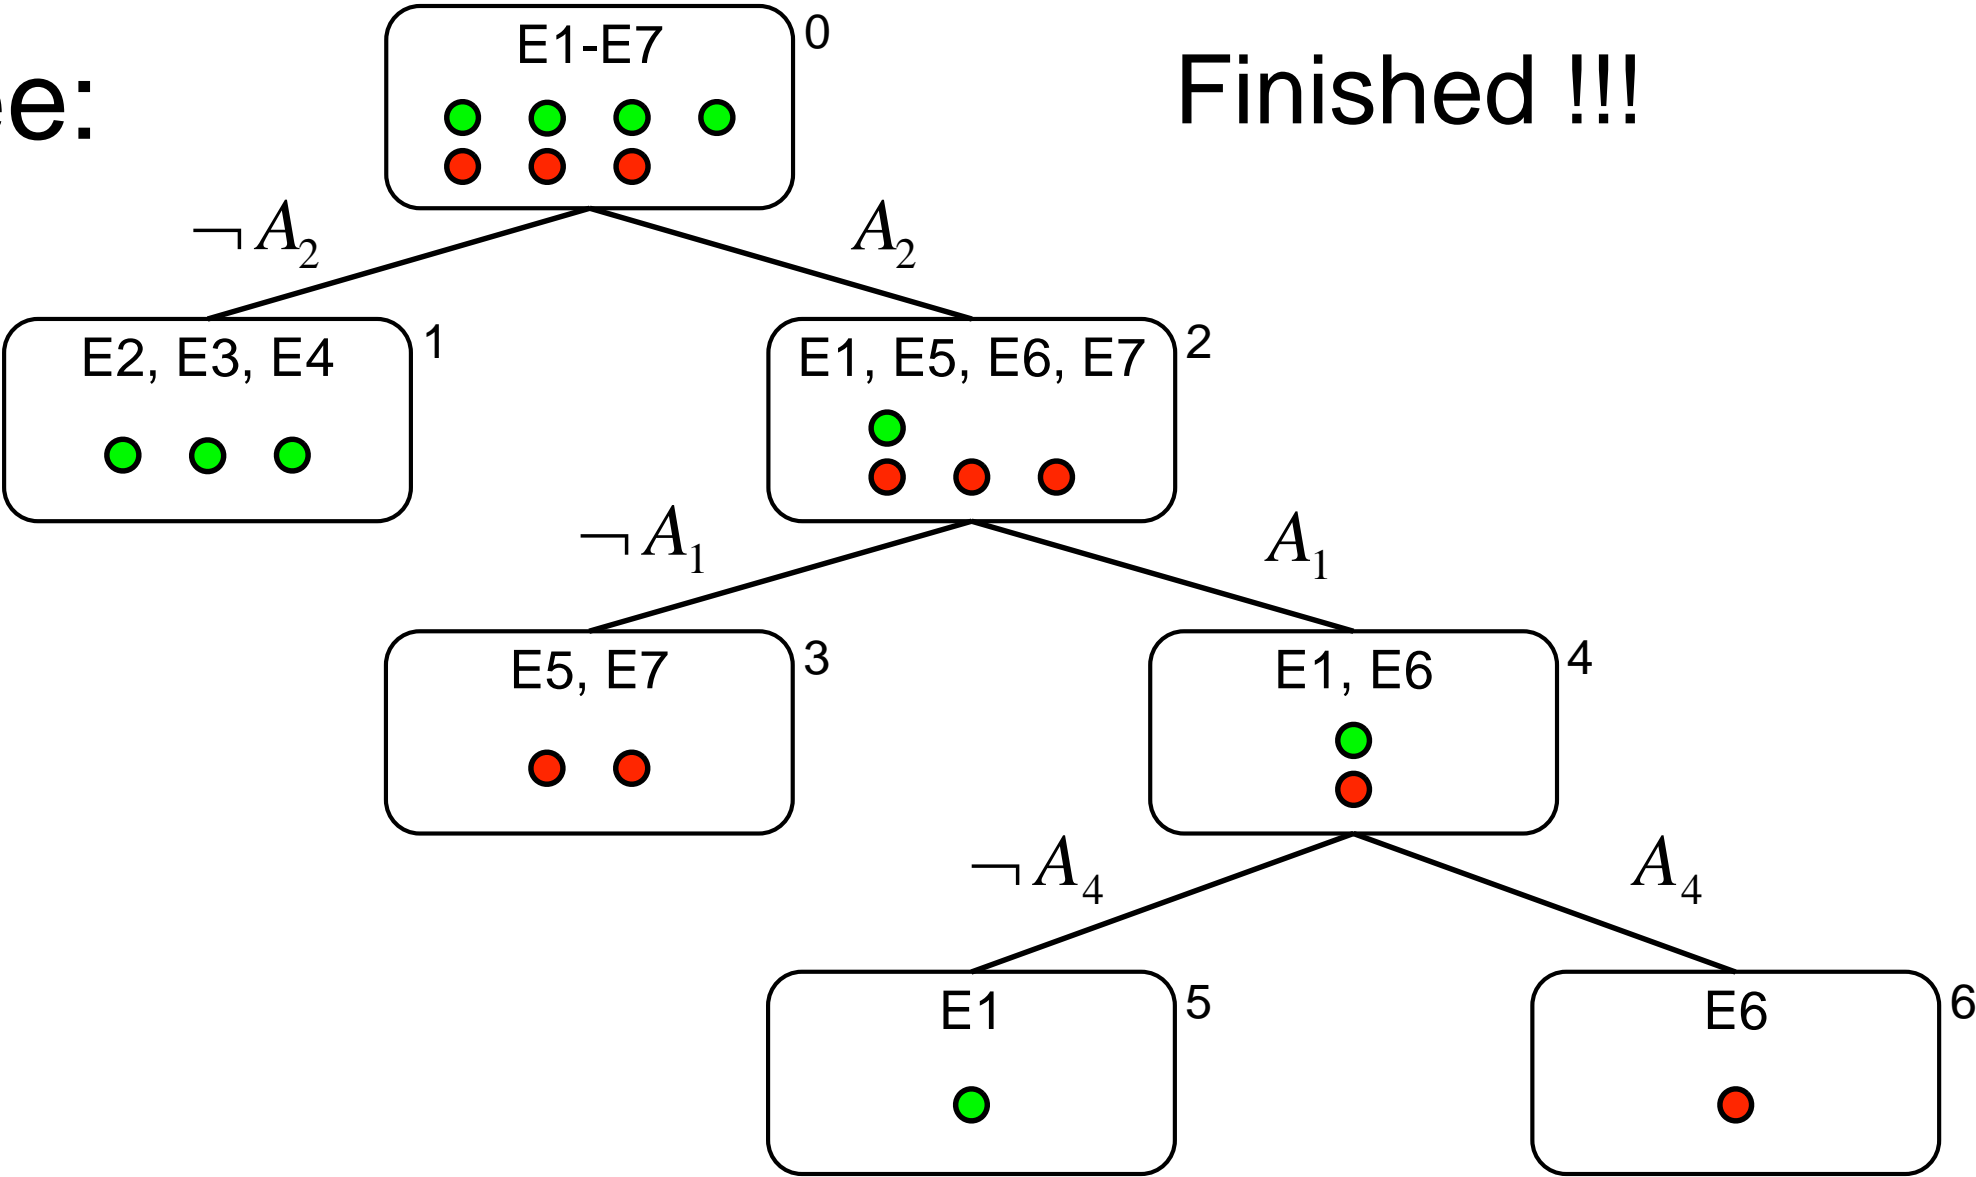 E1-E7
0
ee:
Finished !!!
¬ A₂
A₂
E2, E3, E4
1
E1, E5, E6, E7
2
¬ A₁
A₁
E5, E7
3
E1, E6
4
¬ A₄
A₄
E1
5
E6
6